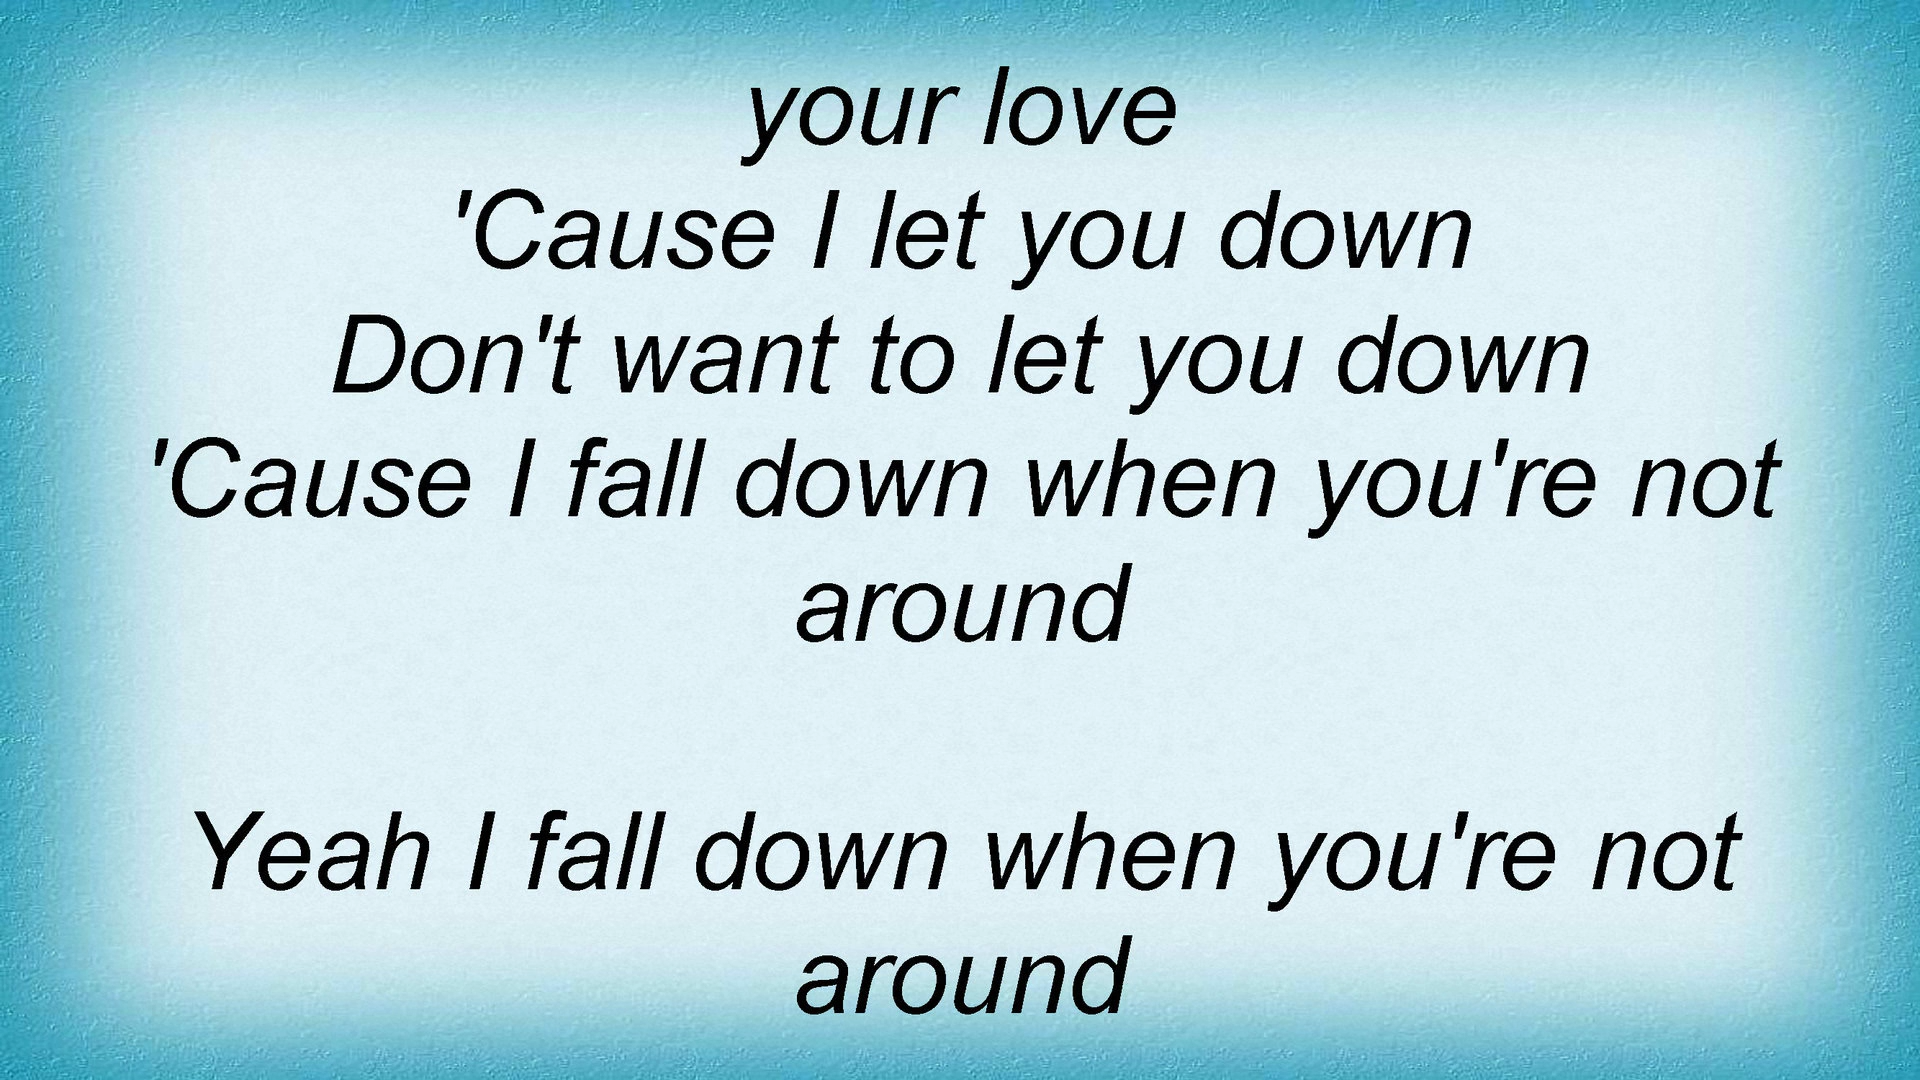 your love
'Cause I let you down
Don't want to let you down
'Cause I fall down when you're not
around
Yeah I fall down when you're not
around